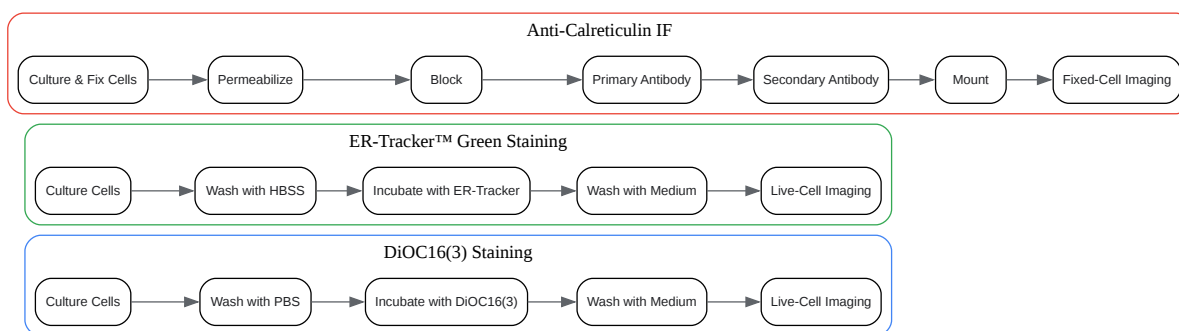 Anti-Calreticulin IF
Culture & Fix Cells
Permeabilize
Block
Primary Antibody
Secondary Antibody
Mount
Fixed-Cell Imaging
ER-Tracker™ Green Staining
Culture Cells
Wash with HBSS
Incubate with ER-Tracker
Wash with Medium
Live-Cell Imaging
DiOC16(3) Staining
Culture Cells
Wash with PBS
Incubate with DiOC16(3)
Wash with Medium
Live-Cell Imaging